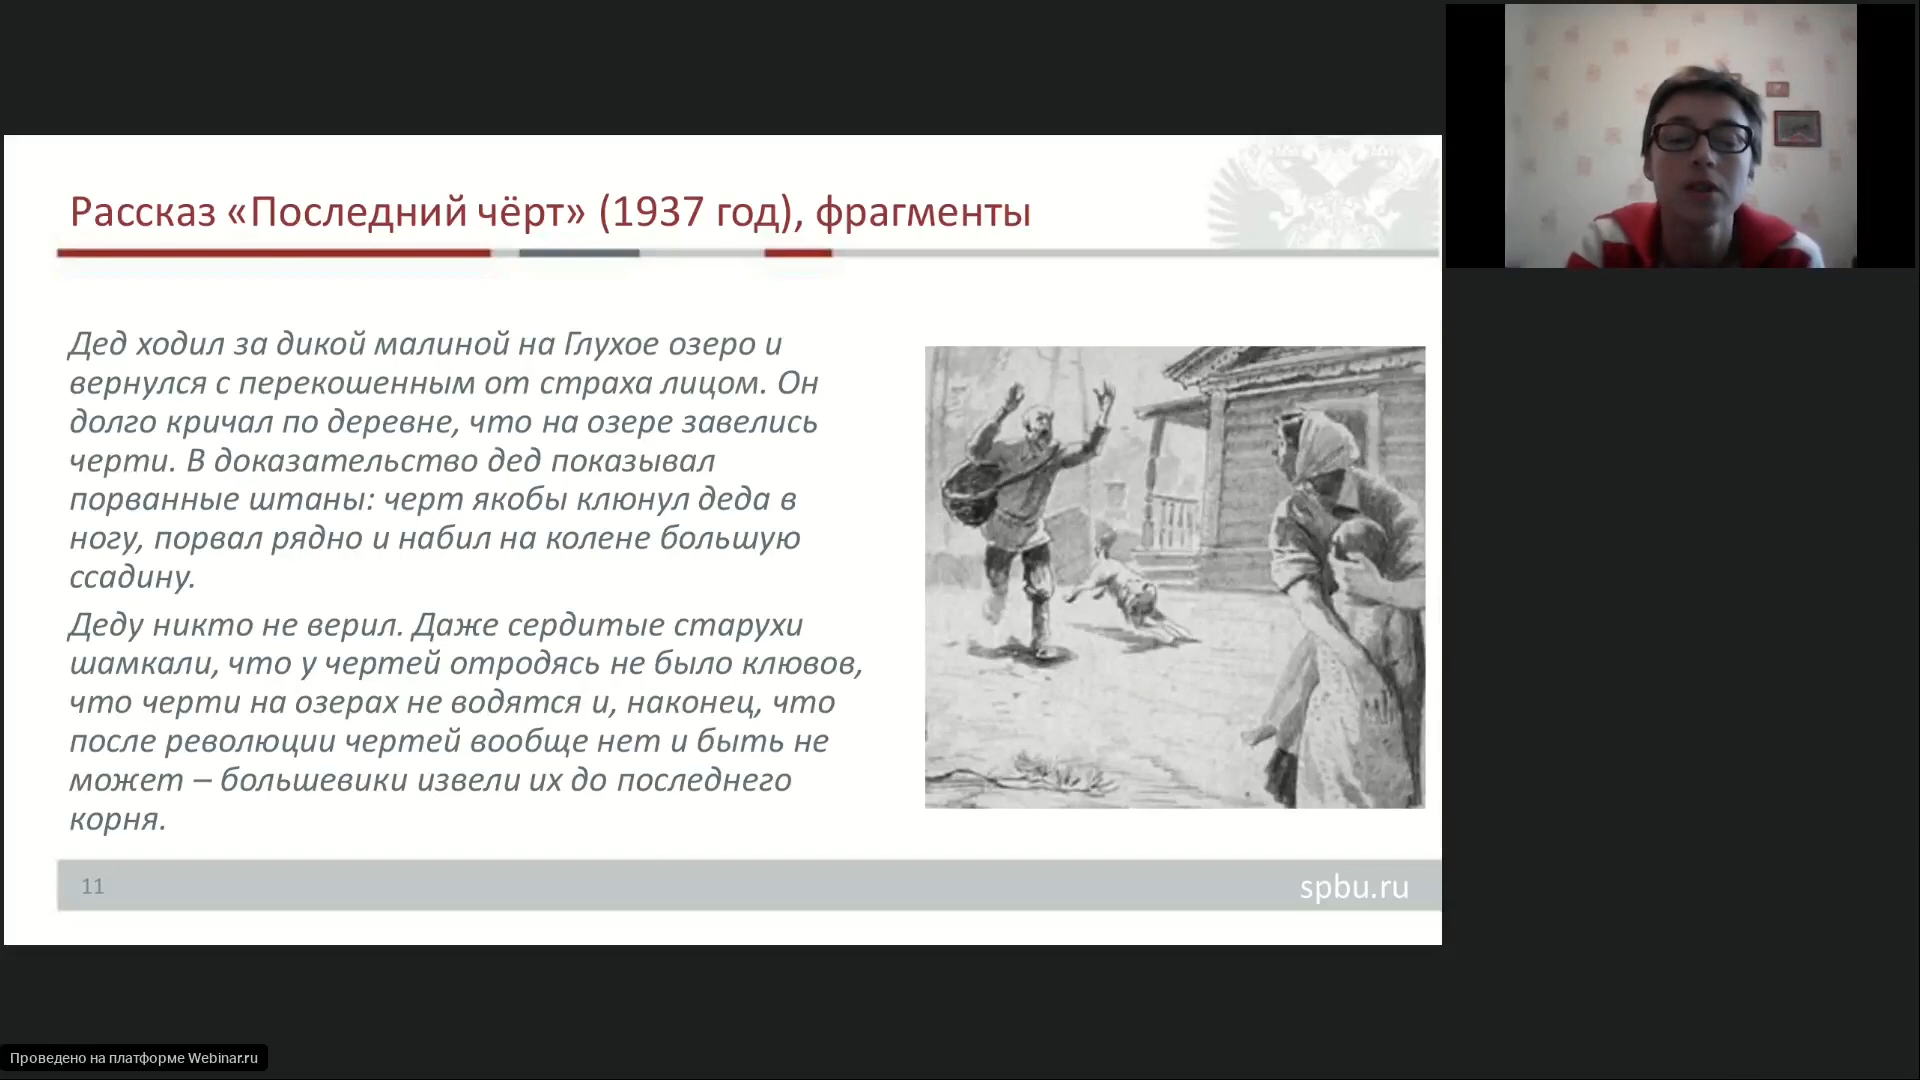 Рассказ «Последний чёрт» (1937 год), фрагменты
Дед ходил за дикой малиной на Глухое озеро и
вернулся с перекошенным от страха лицом. Он
долго кричал по деревне, что на озере завелись
черти. В доказательство дед показывал
порванные штаны: черт якобы клюнул деда в
ногу, порвал рядно и набил на колене большую
ссадину.
Деду никто не верил. Даже сердитые старухи
шамкали, что у чертей отродясь не было клювов,
что черти на озерах не водятся и, наконец, что
после революции чертей вообще нет и быть не
может – большевики извели их до последнего
корня.
11
spbu.ru
Проведено на платформе Webinar.ru